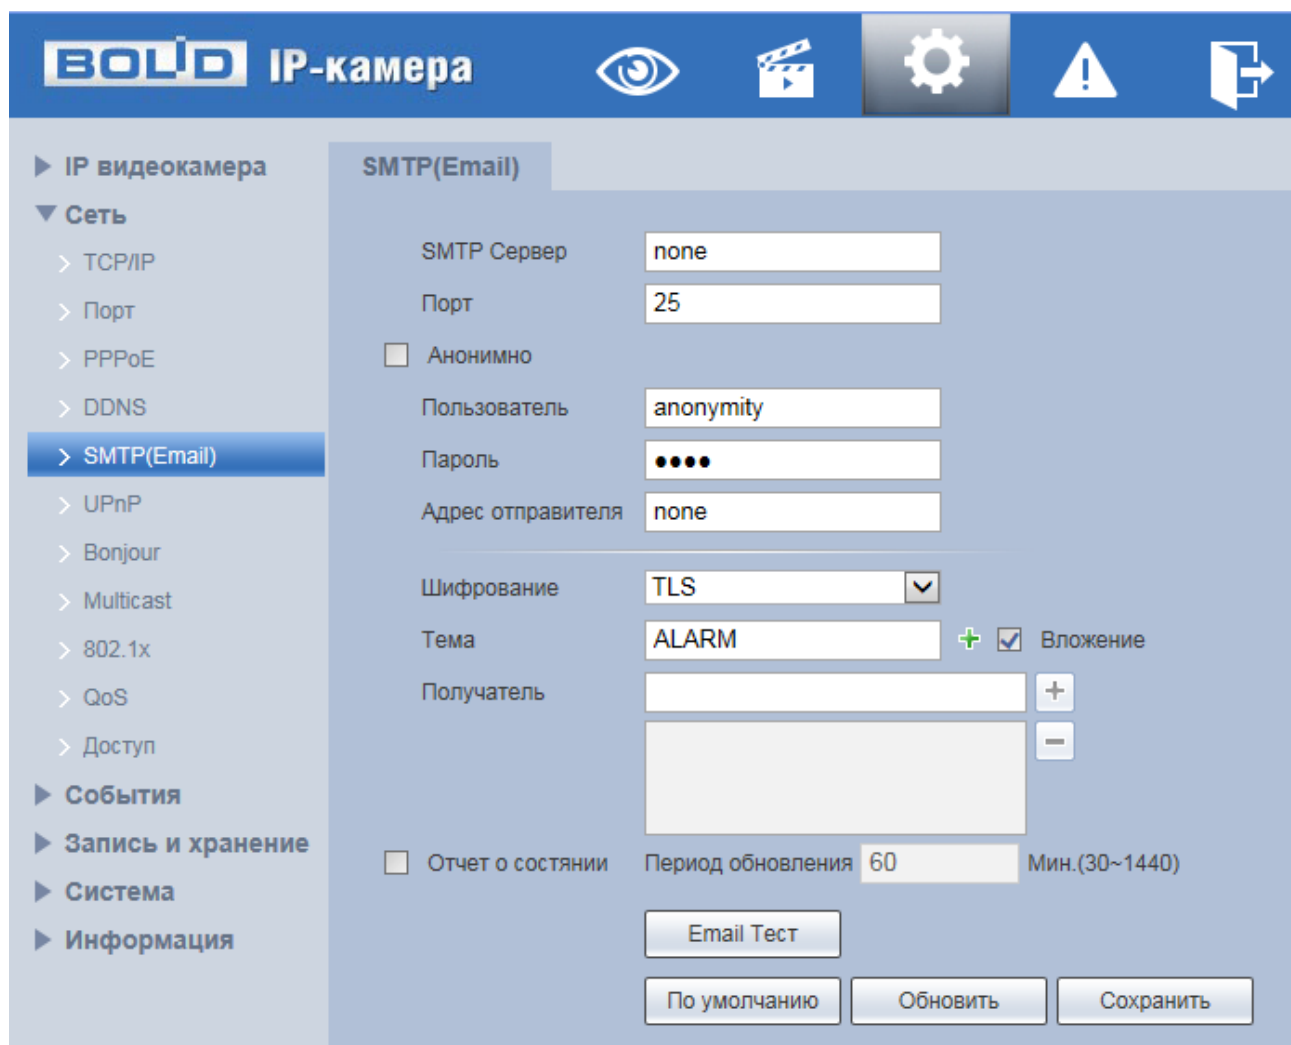 BOLID IP-камера
IP видеокамера
Сеть
TCP/IP
Порт
PPPoE
DDNS
SMTP(Email)
UPnP
Bonjour
Multicast
802.1x
QoS
Доступ
События
Запись и хранение
Система
Информация
SMTP(Email)
SMTP Сервер none
Порт 25
Анонимно
Пользователь anonymity
Пароль ●●●●
Адрес отправителя none
Шифрование TLS
Тема ALARM + Вложение
Получатель +
−
Отчет о состянии Период обновления 60 Мин.(30~1440)
Email Тест
По умолчанию Обновить Сохранить